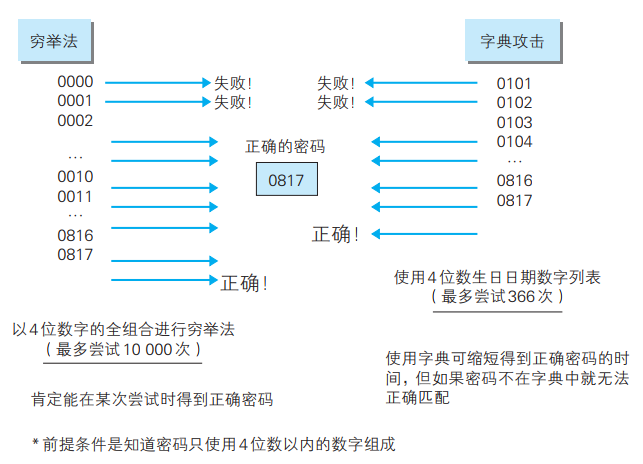 穷举法
0000
0001
0002
…
0010
0011
…
0816
0817
失败！
失败！
正确！
正确的密码
0817
字典攻击
0101
0102
0103
0104
…
0816
0817
失败！
失败！
正确！
以4位数字的全组合进行穷举法
（最多尝试10 000次）
肯定能在某次尝试时得到正确密码
使用4位数生日日期数字列表
（最多尝试366次）
使用字典可缩短得到正确密码的时
间，但如果密码不在字典中就无法
正确匹配
*前提条件是知道密码只使用4位数以内的数字组成